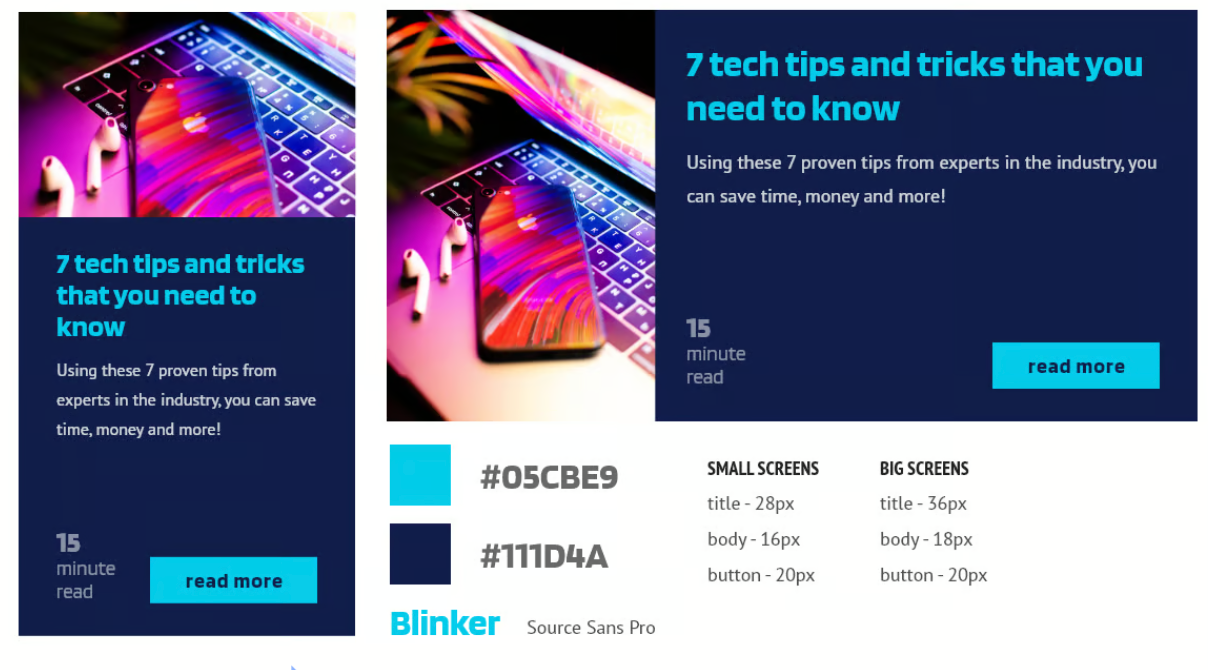 7 tech tips and tricks
that you need to
know
Using these 7 proven tips from
experts in the industry, you can save
time, money and more!
15
minute
read
read more
7 tech tips and tricks that you
need to know
Using these 7 proven tips from experts in the industry, you
can save time, money and more!
15
minute
read
read more
#05CBE9
#111D4A
Blinker
Source Sans Pro
SMALL SCREENS
title - 28px
body - 16px
button - 20px
BIG SCREENS
title - 36px
body - 18px
button - 20px